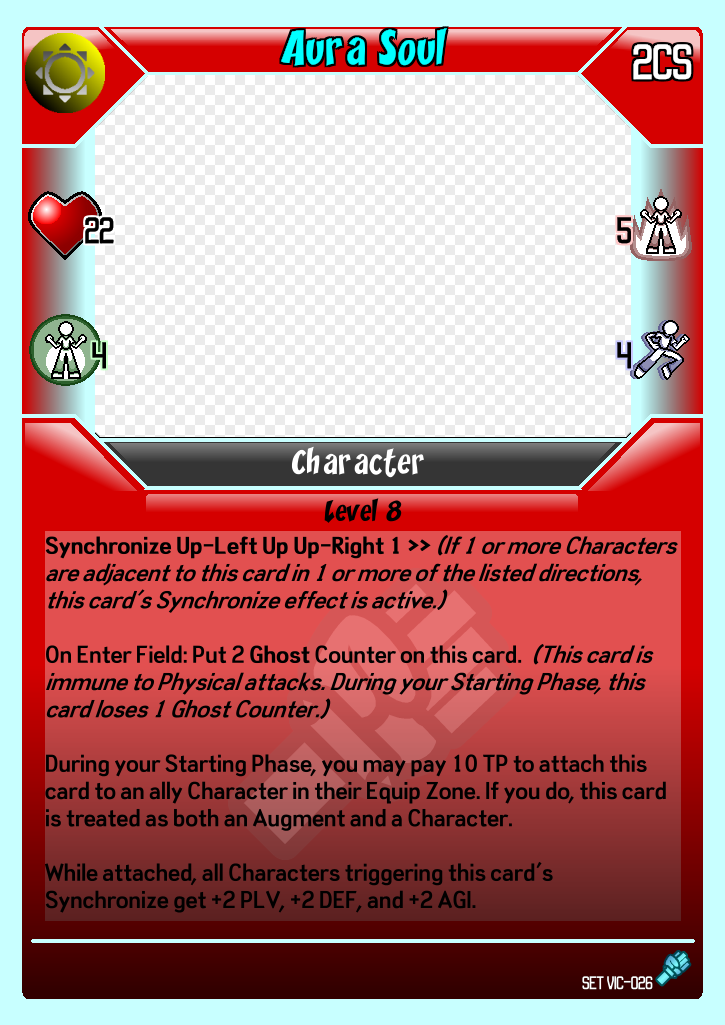 Aura Soul
2CS
22
5
4
4
Character
Level 8
Synchronize Up-Left Up Up-Right 1 >> (If 1 or more Characters
are adjacent to this card in 1 or more of the listed directions,
this card's Synchronize effect is active.)
On Enter Field: Put 2 Ghost Counter on this card. (This card is
immune to Physical attacks. During your Starting Phase, this
card loses 1 Ghost Counter.)
During your Starting Phase, you may pay 10 TP to attach this
card to an ally Character in their Equip Zone. If you do, this card
is treated as both an Augment and a Character.
While attached, all Characters triggering this card's
Synchronize get +2 PLV, +2 DEF, and +2 AGI.
SET VIC-026